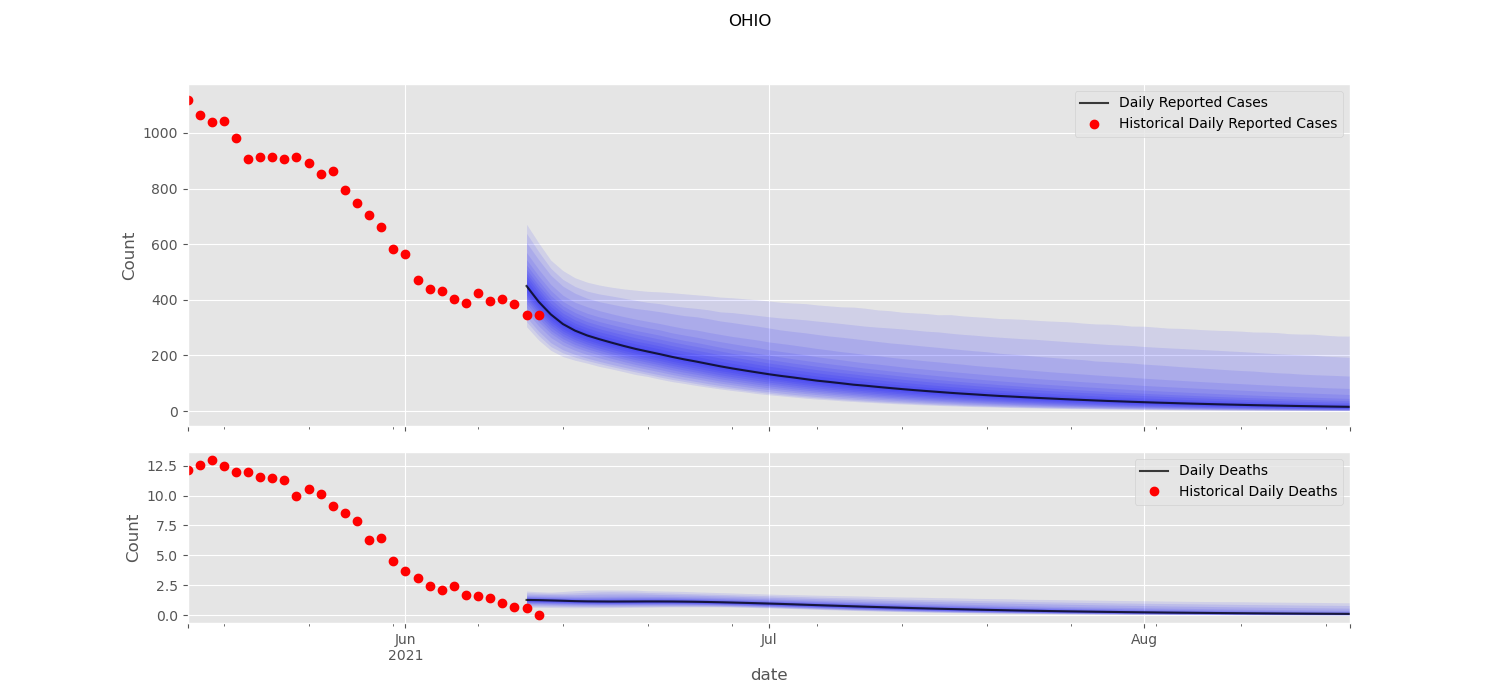 OHIO
Daily Reported Cases
Historical Daily Reported Cases
1000
800
600
400
200
0
Count
Daily Deaths
Historical Daily Deaths
12.5
10.0
7.5
5.0
2.5
0.0
Count
Jun
2021
Jul
Aug
date